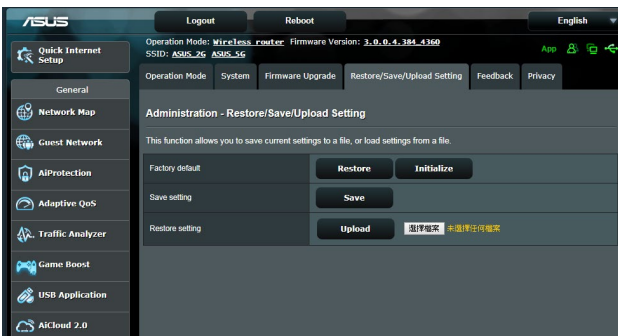 ASUS
Logout
Reboot
English
Quick Internet Setup
Operation Mode: Wireless router Firmware Version: 3.0.0.4.384_4360
SSID: ASUS_2G ASUS_5G
App
Operation Mode System Firmware Upgrade Restore/Save/Upload Setting Feedback Privacy
General
Network Map
Guest Network
AiProtection
Adaptive QoS
Traffic Analyzer
Game Boost
USB Application
AiCloud 2.0
Administration - Restore/Save/Upload Setting
This function allows you to save current settings to a file, or load settings from a file.
Factory default Restore Initialize
Save setting Save
Restore setting Upload 選擇檔案 未選擇任何檔案